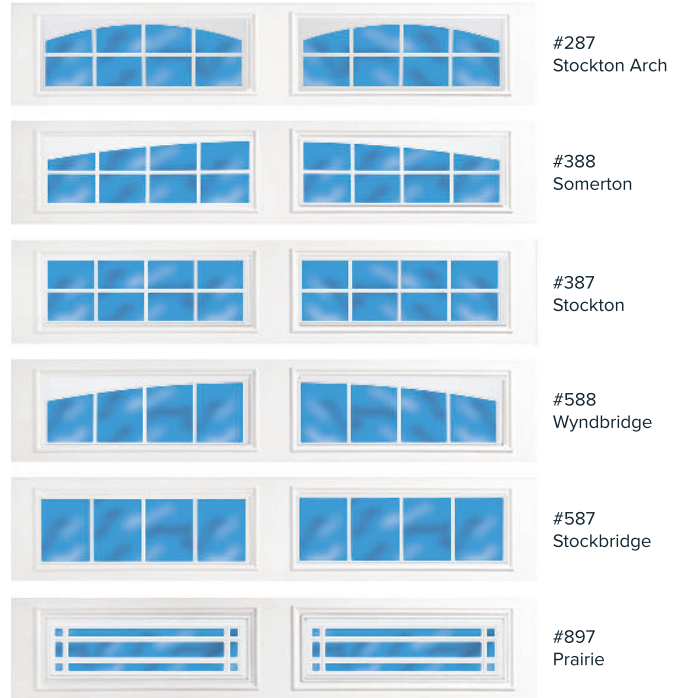 #287
Stockton Arch
#388
Somerton
#387
Stockton
#588
Wyndbridge
#587
Stockbridge
#897
Prairie